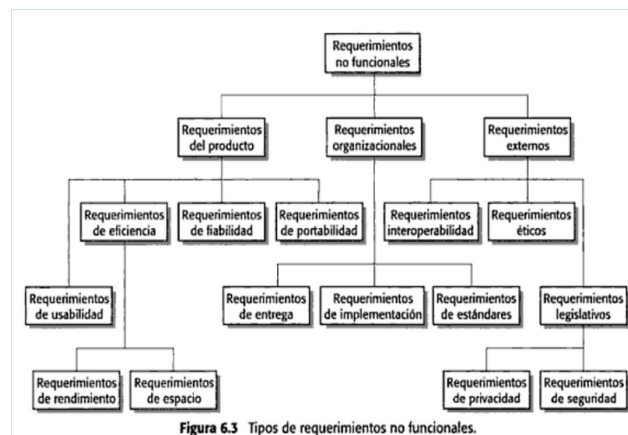 Requerimientos
no funcionales
Requerimientos
del producto
Requerimientos
organizacionales
Requerimientos
externos
Requerimientos
de eficiencia
Requerimientos
de fiabilidad
Requerimientos
de portabilidad
Requerimientos
interoperabilidad
Requerimientos
éticos
Requerimientos
de usabilidad
Requerimientos
de entrega
Requerimientos
de implementación
Requerimientos
de estándares
Requerimientos
legislativos
Requerimientos
de rendimiento
Requerimientos
de espacio
Requerimientos
de privacidad
Requerimientos
de seguridad
Figura 6.3 Tipos de requerimientos no funcionales.